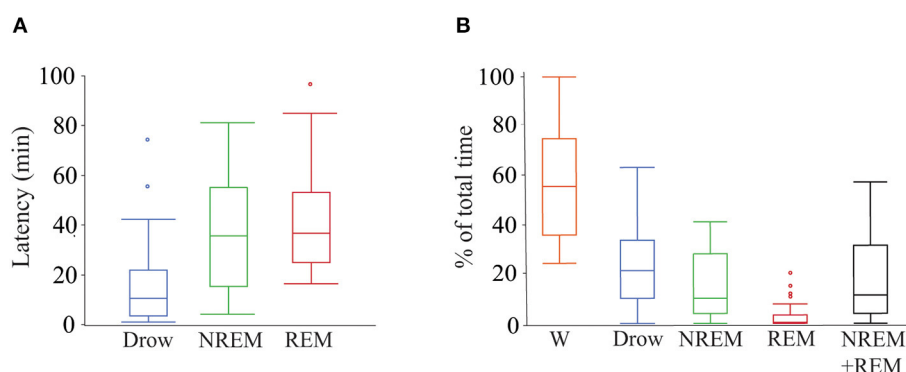 A
B
Latency (min)
100
80
60
40
20
0
Drow NREM REM
% of total time
100
80
60
40
20
0
W Drow NREM REM NREM
+REM